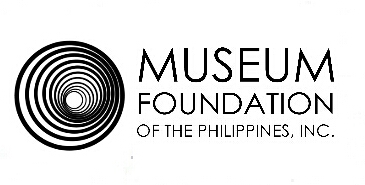 MUSEUM
FOUNDATION
OF THE PHILIPPINES, INC.